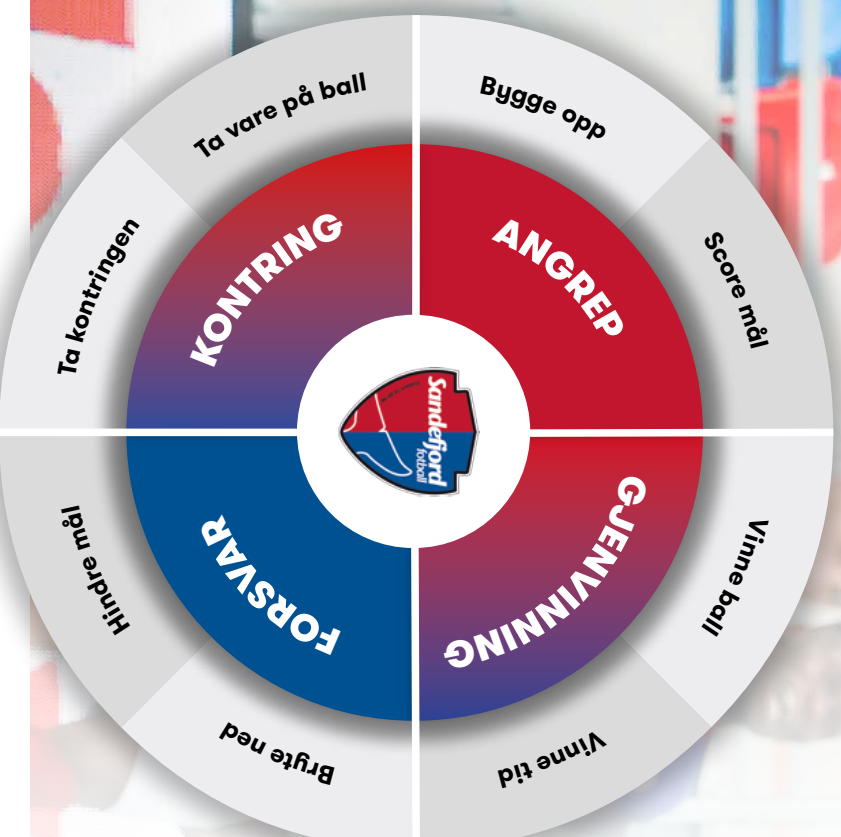 Bygge opp
Score mål
ANGREP
Vinne ball
Vinne tid
GJENVINNING
Bryte ned
Hindre mål
FORSVAR
Ta kontringen
Ta vare på ball
KONTRING
Sandefjord
fotball